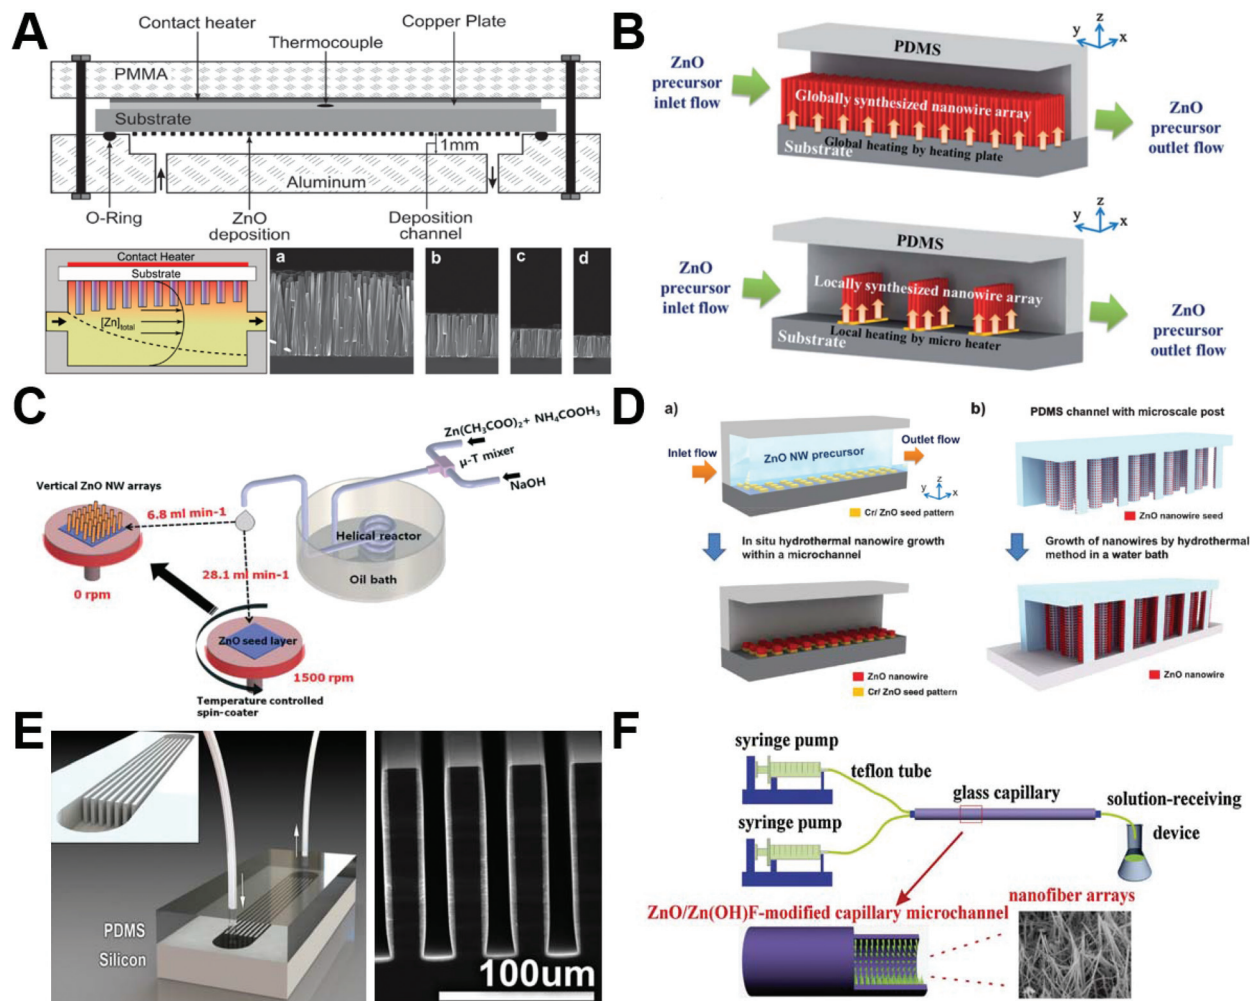 A
Contact heater
Copper Plate
Thermocouple
PMMA
Substrate
1mm
Aluminum
O-Ring
ZnO
deposition
Deposition
channel
Contact Heater
Substrate
[Zn]total
a
b
c
d
B
z
y
x
PDMS
ZnO
precursor
inlet flow
Globally synthesized nanowire array
Global heating by heating plate
Substrate
ZnO
precursor
outlet flow
z
y
x
PDMS
ZnO
precursor
inlet flow
Locally synthesized nanowire array
Local heating by micro heater
Substrate
ZnO
precursor
outlet flow
C
Zn(CH3COO)2+ NH4COOH3
μ-T mixer
NaOH
Vertical ZnO NW arrays
6.8 ml min-1
Helical reactor
Oil bath
0 rpm
28.1 ml min-1
ZnO seed layer
1500 rpm
Temperature controlled
spin-coater
D
a)
Inlet flow
ZnO NW precursor
Outlet flow
z
y
x
Cr/ ZnO seed pattern
In situ hydrothermal nanowire growth
within a microchannel
ZnO nanowire
Cr/ ZnO seed pattern
b)
PDMS channel with microscale post
ZnO nanowire seed
Growth of nanowires by hydrothermal
method in a water bath
ZnO nanowire
E
PDMS
Silicon
100um
F
syringe pump
teflon tube
glass capillary
solution-receiving
device
syringe pump
ZnO/Zn(OH)F-modified capillary microchannel
nanofiber arrays